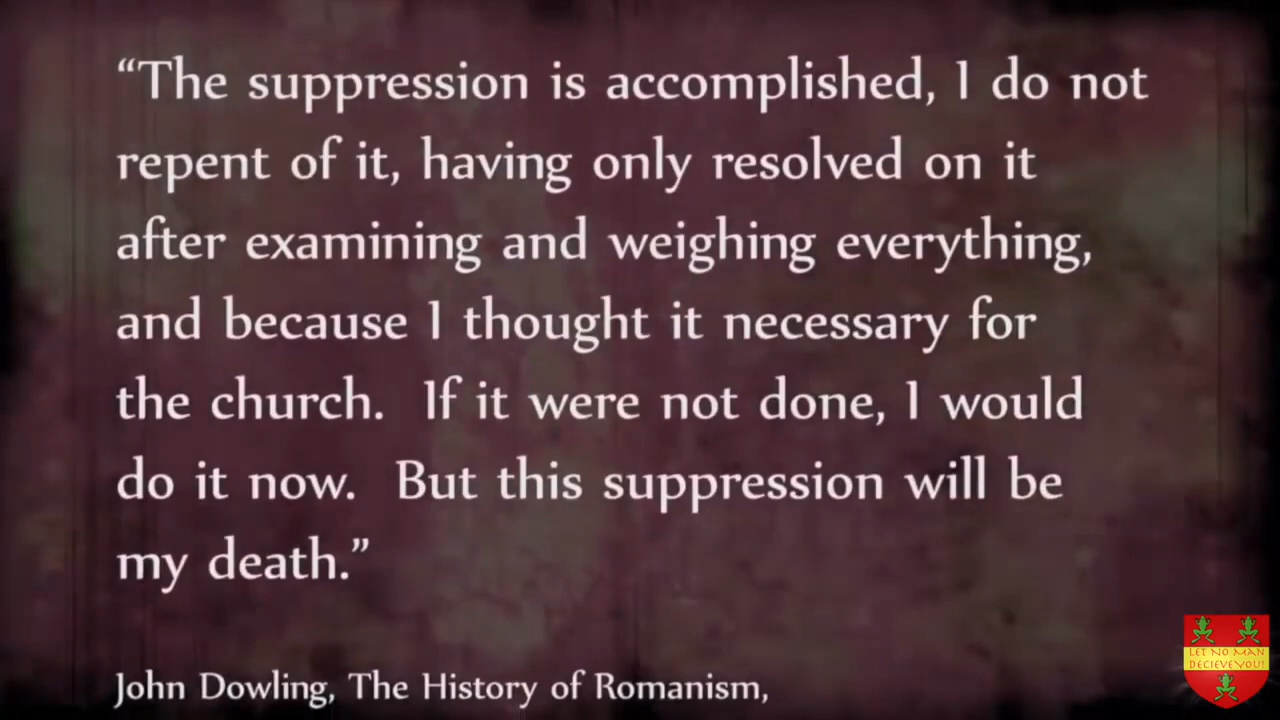 “The suppression is accomplished, I do not
repent of it, having only resolved on it
after examining and weighing everything,
and because I thought it necessary for
the church.  If it were not done, I would
do it now.  But this suppression will be
my death.”
John Dowling, The History of Romanism,
LET NO MAN
DECIEVE YOU!